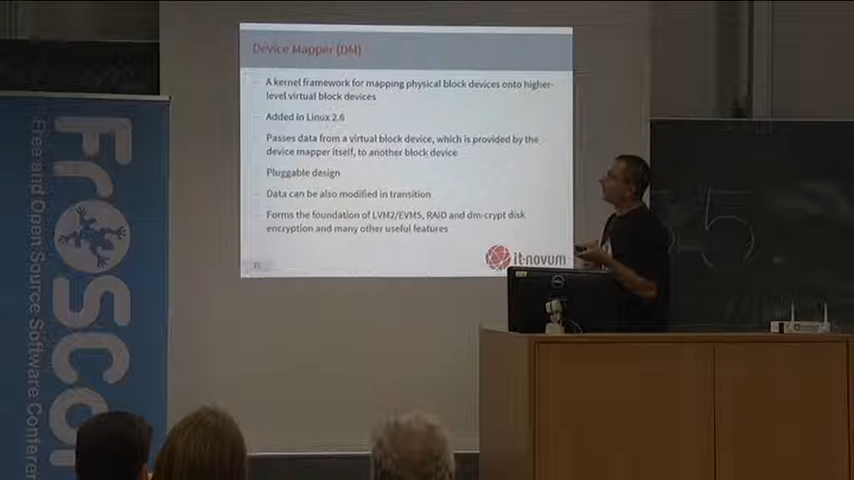 Device Mapper (DM)
A kernel framework for mapping physical block devices onto higher-
level virtual block devices
Added in Linux 2.6
Passes data from a virtual block device, which is provided by the
device mapper itself, to another block device
Pluggable design
Data can be also modified in transition
Forms the foundation of LVM2/EVMS, RAID and dm-crypt disk
encryption and many other useful features
it-novum
FrOSCon
Free and Open Source Software Conferen
DELL
5